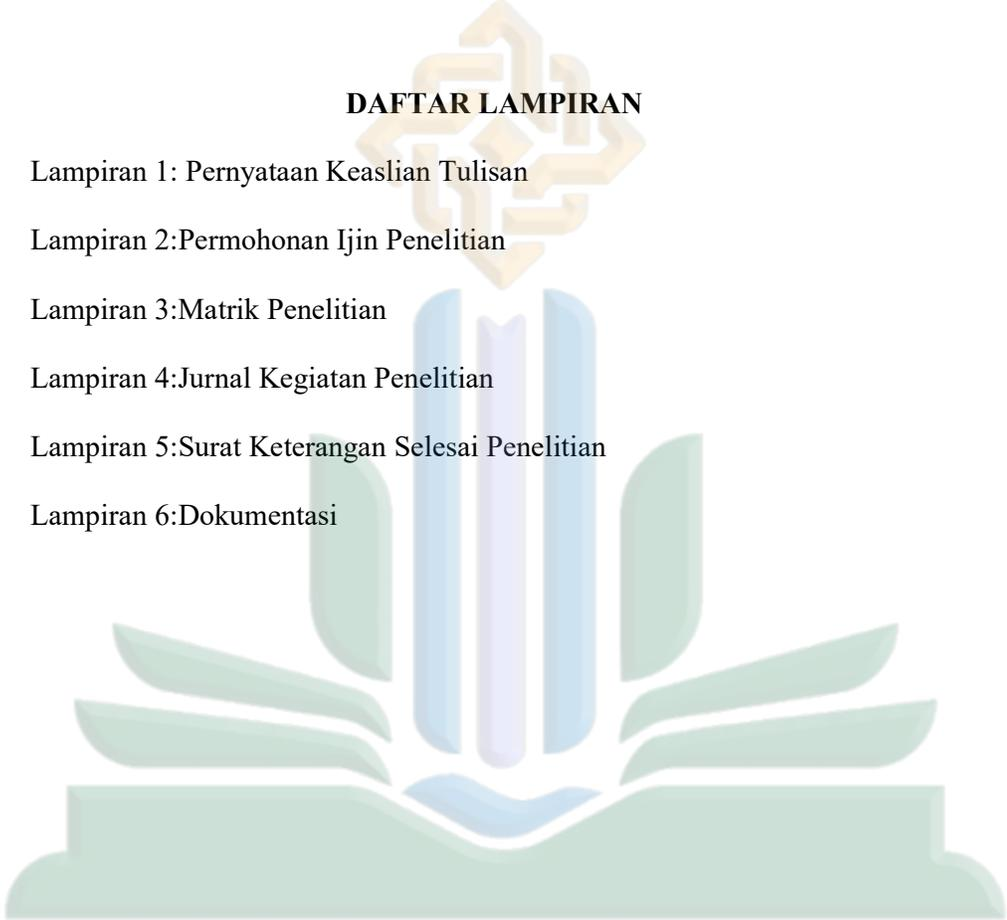 DAFTAR LAMPIRAN
Lampiran 1: Pernyataan Keaslian Tulisan
Lampiran 2:Permohonan Ijin Penelitian
Lampiran 3:Matrik Penelitian
Lampiran 4:Jurnal Kegiatan Penelitian
Lampiran 5:Surat Keterangan Selesai Penelitian
Lampiran 6:Dokumentasi